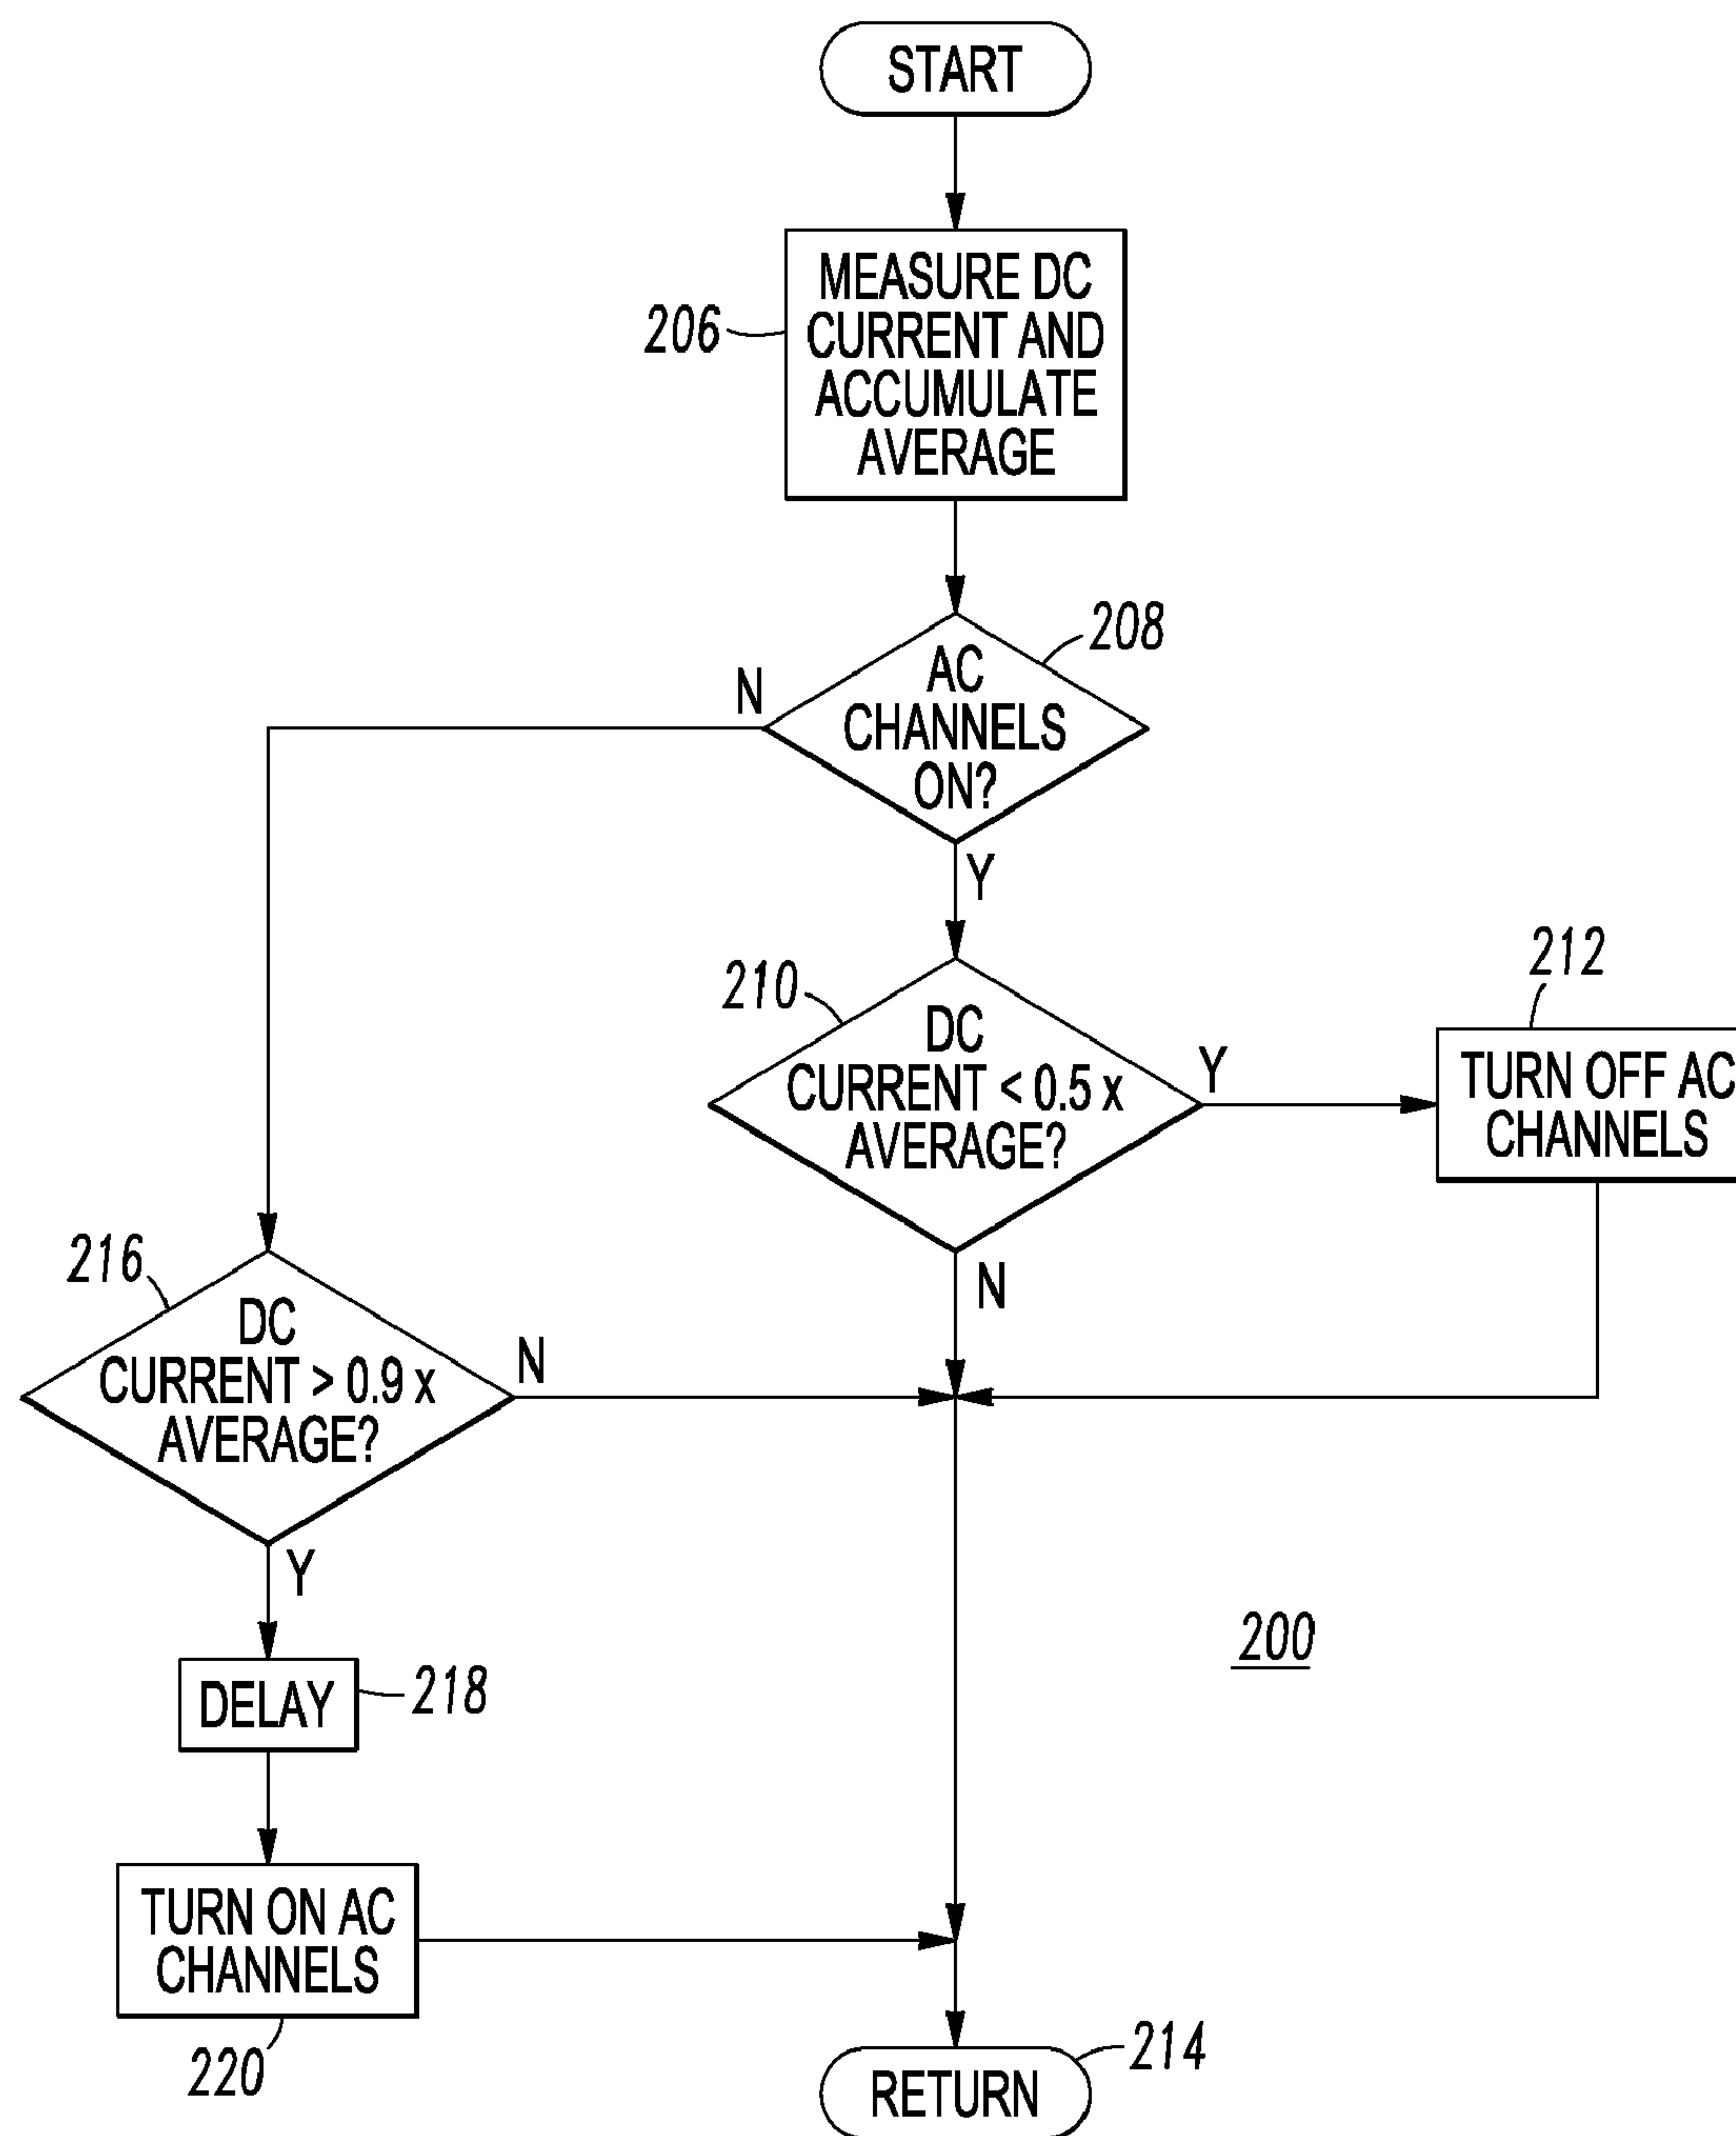 START
206
MEASURE DC
CURRENT AND
ACCUMULATE
AVERAGE
208
AC
CHANNELS
ON?
N
Y
210
DC
CURRENT < 0.5 x
AVERAGE?
Y
N
212
TURN OFF AC
CHANNELS
216
DC
CURRENT > 0.9 x
AVERAGE?
N
Y
200
DELAY
218
TURN ON AC
CHANNELS
220
RETURN
214